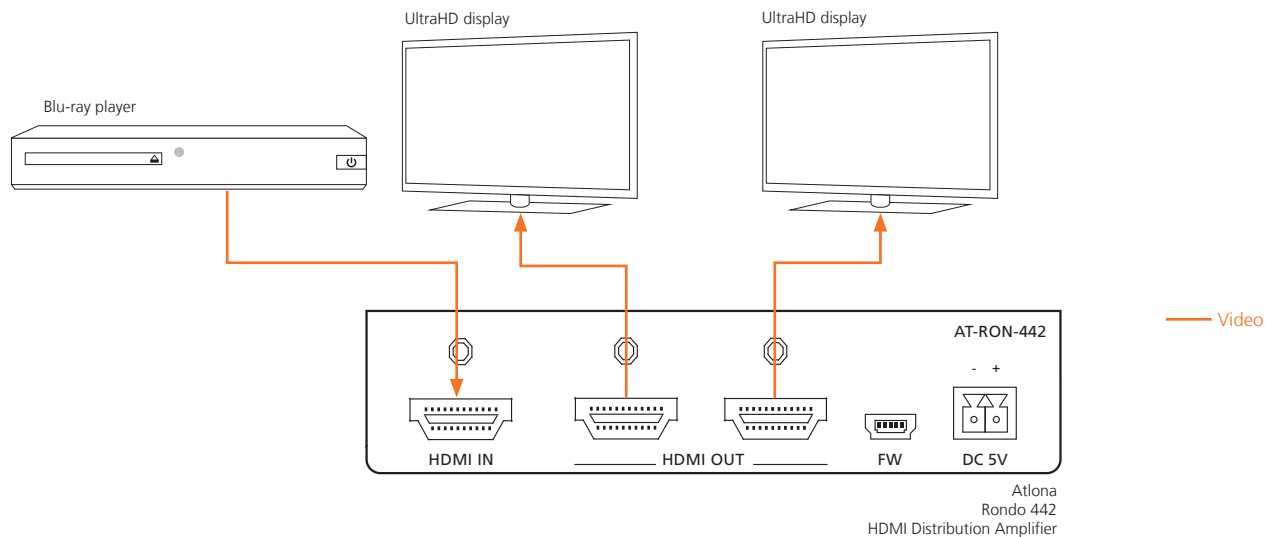 UltraHD display
UltraHD display
Blu-ray player
AT-RON-442
- +
Video
HDMI IN
HDMI OUT
FW
DC 5V
Atlona
Rondo 442
HDMI Distribution Amplifier